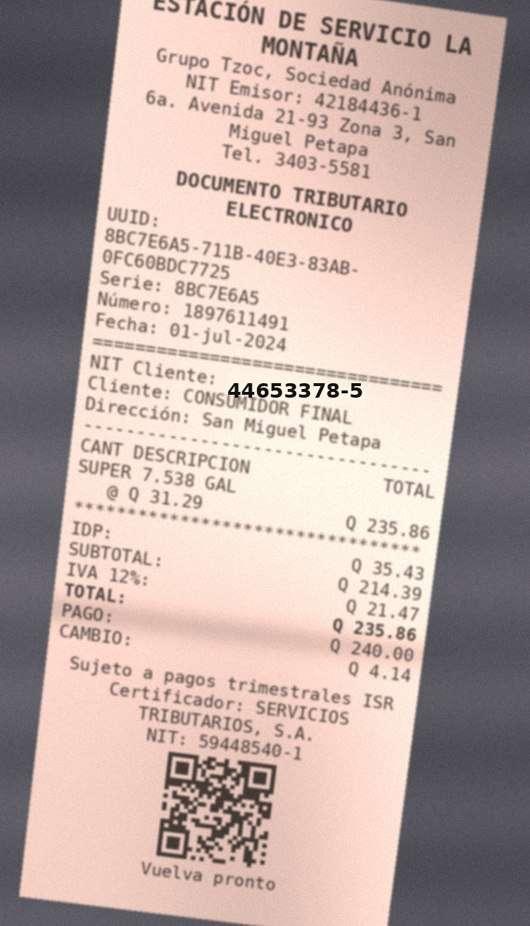 ESTACIÓN DE SERVICIO LA
MONTAÑA
Grupo Tzoc, Sociedad Anónima
NIT Emisor: 42184436-1
6a. Avenida 21-93 Zona 3, San
Miguel Petapa
Tel. 3403-5581
DOCUMENTO TRIBUTARIO
ELECTRONICO
UUID:
8BC7E6A5-711B-40E3-83AB-
0FC60BDC7725
Serie: 8BC7E6A5
Número: 1897611491
Fecha: 01-jul-2024
=================================
NIT Cliente: 44653378-5
Cliente: CONSUMIDOR FINAL
Dirección: San Miguel Petapa
---------------------------------
CANT DESCRIPCION TOTAL
SUPER 7.538 GAL
@ Q 31.29 Q 235.86
*********************************
IDP: Q 35.43
SUBTOTAL: Q 214.39
IVA 12%: Q 21.47
TOTAL: Q 235.86
PAGO: Q 240.00
CAMBIO: Q 4.14
Sujeto a pagos trimestrales ISR
Certificador: SERVICIOS
TRIBUTARIOS, S.A.
NIT: 59448540-1
Vuelva pronto